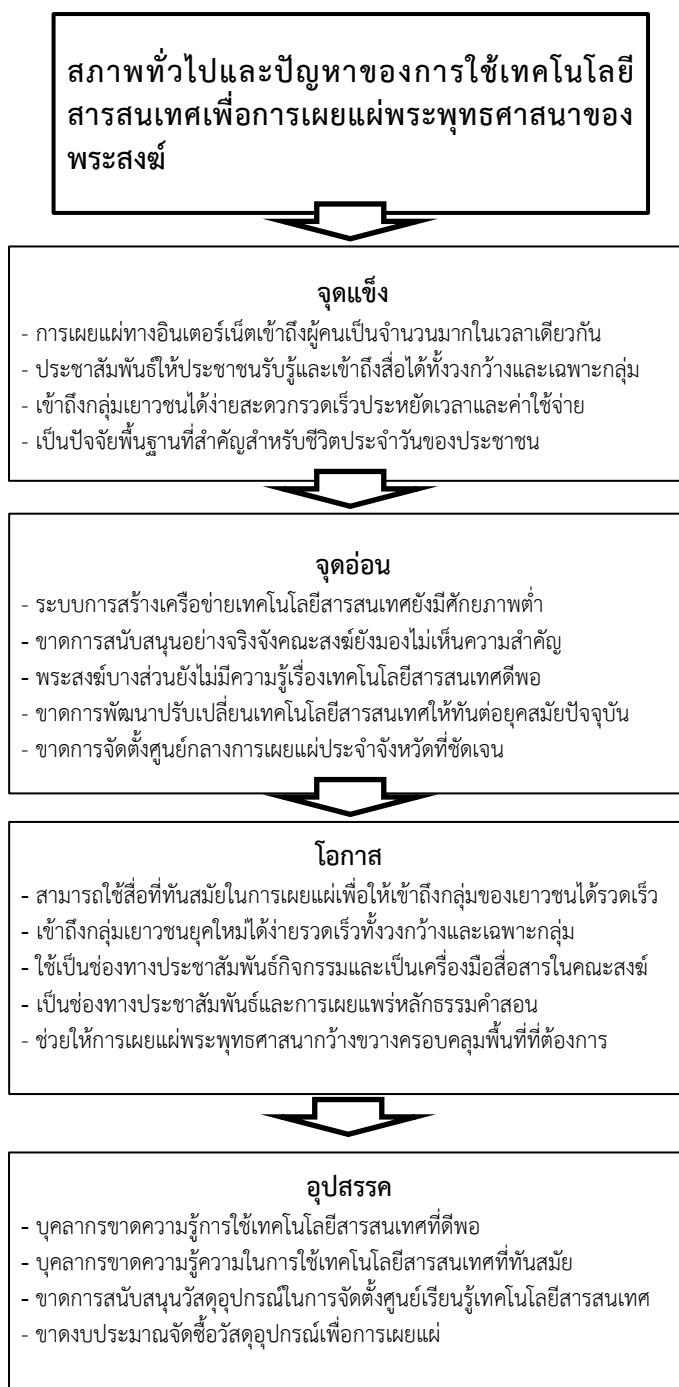 สภาพทั่วไปและปัญหาของการใช้เทคโนโลยี
สารสนเทศเพื่อการเผยแผ่พระพุทธศาสนาของ
พระสงฆ์
จุดแข็ง
- การเผยแผ่ทางอินเตอร์เน็ตเข้าถึงผู้คนเป็นจำนวนมากในเวลาเดียวกัน
- ประชาสัมพันธ์ให้ประชาชนรับรู้และเข้าถึงสื่อได้ทั้งวงกว้างและเฉพาะกลุ่ม
- เข้าถึงกลุ่มเยาวชนได้ง่ายสะดวกรวดเร็วประหยัดเวลาและค่าใช้จ่าย
- เป็นปัจจัยพื้นฐานที่สำคัญสำหรับชีวิตประจำวันของประชาชน
จุดอ่อน
- ระบบการสร้างเครือข่ายเทคโนโลยีสารสนเทศยังมีศักยภาพต่ำ
- ขาดการสนับสนุนอย่างจริงจังคณะสงฆ์ยังมองไม่เห็นความสำคัญ
- พระสงฆ์บางส่วนยังไม่มีความรู้เรื่องเทคโนโลยีสารสนเทศดีพอ
- ขาดการพัฒนาปรับเปลี่ยนเทคโนโลยีสารสนเทศให้ทันต่อยุคสมัยปัจจุบัน
- ขาดการจัดตั้งศูนย์กลางการเผยแผ่ประจำจังหวัดที่ชัดเจน
โอกาส
- สามารถใช้สื่อที่ทันสมัยในการเผยแผ่เพื่อให้เข้าถึงกลุ่มของเยาวชนได้รวดเร็ว
- เข้าถึงกลุ่มเยาวชนยุคใหม่ได้ง่ายรวดเร็วทั้งวงกว้างและเฉพาะกลุ่ม
- ใช้เป็นช่องทางประชาสัมพันธ์กิจกรรมและเป็นเครื่องมือสื่อสารในคณะสงฆ์
- เป็นช่องทางประชาสัมพันธ์และการเผยแพร่หลักธรรมคำสอน
- ช่วยให้การเผยแผ่พระพุทธศาสนากว้างขวางครอบคลุมพื้นที่ที่ต้องการ
อุปสรรค
- บุคลากรขาดความรู้การใช้เทคโนโลยีสารสนเทศที่ดีพอ
- บุคลากรขาดความรู้ความในการใช้เทคโนโลยีสารสนเทศที่ทันสมัย
- ขาดการสนับสนุนวัสดุอุปกรณ์ในการจัดตั้งศูนย์เรียนรู้เทคโนโลยีสารสนเทศ
- ขาดงบประมาณจัดซื้อวัสดุอุปกรณ์เพื่อการเผยแผ่